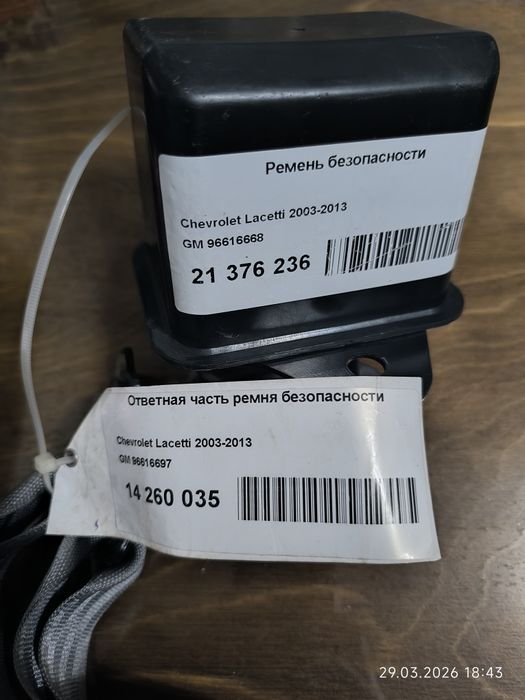 Ремень безопасности
Chevrolet Lacetti 2003-2013
GM 96616668
21 376 236
Ответная часть ремня безопасности
Chevrolet Lacetti 2003-2013
GM 96616697
14 260 035
29.03.2026 18:43